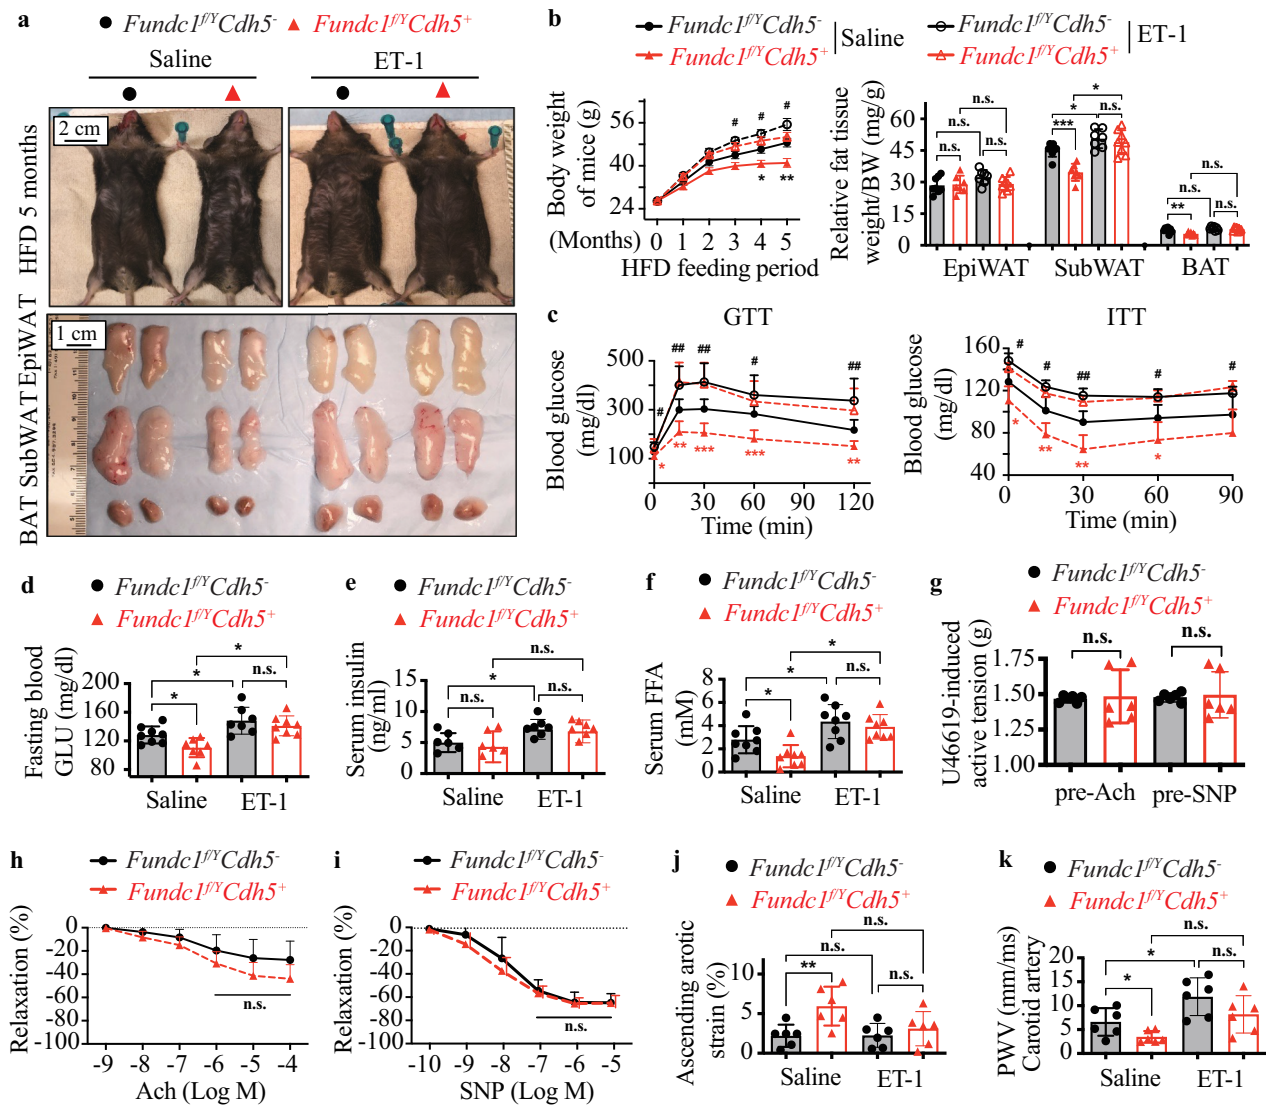 a
Fundc1f/YCdh5-
Fundc1f/YCdh5+
Saline
ET-1
HFD 5 months
2 cm
1 cm
EpiWAT
SubWAT
BAT
b
Fundc1f/YCdh5-
Fundc1f/YCdh5+
Saline
Fundc1f/YCdh5-
Fundc1f/YCdh5+
ET-1
Body weight
of mice (g)
56
40
24
# # #
* **
(Months)
0 1 2 3 4 5
HFD feeding period
Relative fat tissue
weight/BW (mg/g)
60
45
30
15
0
n.s.
n.s.
n.s. n.s.
*
*
*** n.s.
n.s.
n.s.
** n.s.
EpiWAT SubWAT BAT
c
GTT
Blood glucose
(mg/dl)
500
300
100
# ## ## # ##
* ** *** *** **
0 30 60 90 120
Time (min)
ITT
Blood glucose
(mg/dl)
160
120
80
40
# # ## # #
* ** ** *
0 30 60 90
Time (min)
d
Fundc1f/YCdh5-
Fundc1f/YCdh5+
Fasting blood
GLU (mg/dl)
200
160
120
80
*
*
* n.s.
Saline ET-1
e
Fundc1f/YCdh5-
Fundc1f/YCdh5+
Serum insulin
(ng/ml)
15
10
5
0
n.s.
*
n.s. n.s.
Saline ET-1
f
Fundc1f/YCdh5-
Fundc1f/YCdh5+
Serum FFA
(mM)
8
6
4
2
0
*
*
* n.s.
Saline ET-1
g
Fundc1f/YCdh5-
Fundc1f/YCdh5+
U46619-induced
active tension (g)
1.75
1.50
1.25
1.00
n.s. n.s.
pre-Ach pre-SNP
h
Fundc1f/YCdh5-
Fundc1f/YCdh5+
Relaxation (%)
0
-20
-40
-60
-80
-100
n.s.
-9 -8 -7 -6 -5 -4
Ach (Log M)
i
Fundc1f/YCdh5-
Fundc1f/YCdh5+
Relaxation (%)
0
-20
-40
-60
-80
-100
n.s.
-10 -9 -8 -7 -6 -5
SNP (Log M)
j
Fundc1f/YCdh5-
Fundc1f/YCdh5+
Ascending arotic
strain (%)
10
5
0
n.s.
n.s.
** n.s.
Saline ET-1
k
Fundc1f/YCdh5-
Fundc1f/YCdh5+
PWV (mm/ms)
Carotid artery
20
15
10
5
0
n.s.
*
* n.s.
Saline ET-1